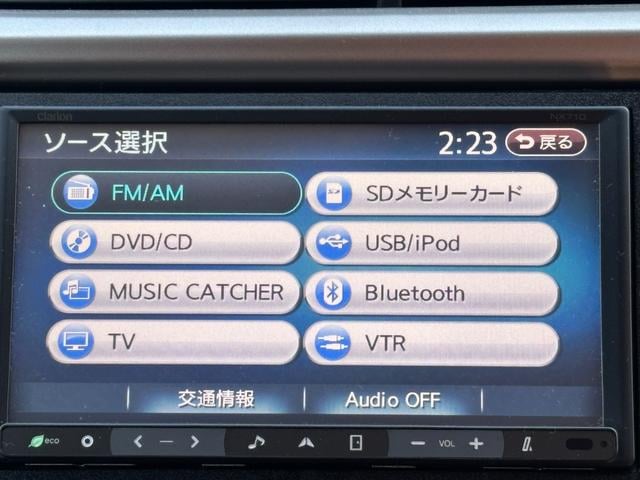 Clarion
NX710
ソース選択
2:23
戻る
FM/AM
SDメモリーカード
DVD/CD
USB/iPod
MUSIC CATCHER
Bluetooth
TV
VTR
交通情報
Audio OFF
eco
VOL